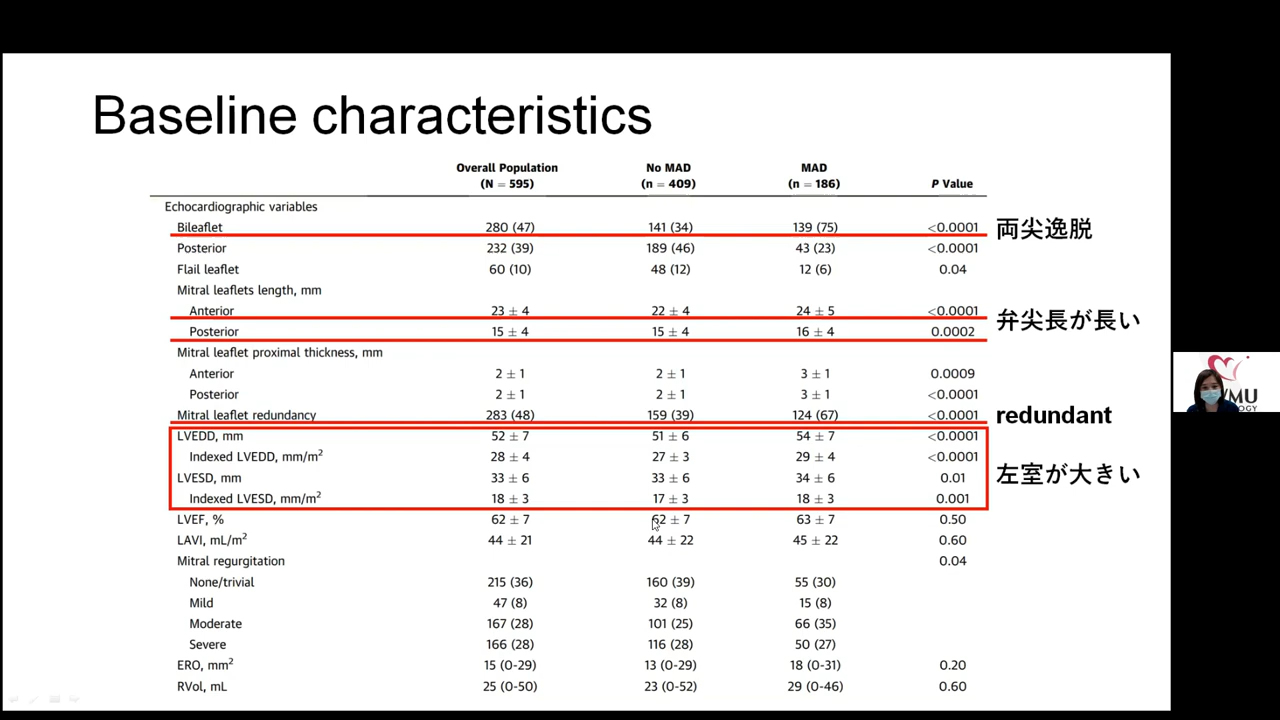 Baseline characteristics
Overall Population No MAD MAD
(N = 595) (n = 409) (n = 186) P Value
Echocardiographic variables
Bileaflet 280 (47) 141 (34) 139 (75) <0.0001 両尖逸脱
Posterior 232 (39) 189 (46) 43 (23) <0.0001
Flail leaflet 60 (10) 48 (12) 12 (6) 0.04
Mitral leaflets length, mm
Anterior 23 ± 4 22 ± 4 24 ± 5 <0.0001
弁尖長が長い
Posterior 15 ± 4 15 ± 4 16 ± 4 0.0002
Mitral leaflet proximal thickness, mm
Anterior 2 ± 1 2 ± 1 3 ± 1 0.0009
Posterior 2 ± 1 2 ± 1 3 ± 1 <0.0001
Mitral leaflet redundancy 283 (48) 159 (39) 124 (67) <0.0001 redundant
LVEDD, mm 52 ± 7 51 ± 6 54 ± 7 <0.0001
Indexed LVEDD, mm/m² 28 ± 4 27 ± 3 29 ± 4 <0.0001
LVESD, mm 33 ± 6 33 ± 6 34 ± 6 0.01 左室が大きい
Indexed LVESD, mm/m² 18 ± 3 17 ± 3 18 ± 3 0.001
LVEF, % 62 ± 7 62 ± 7 63 ± 7 0.50
LAVI, mL/m² 44 ± 21 44 ± 22 45 ± 22 0.60
Mitral regurgitation 0.04
None/trivial 215 (36) 160 (39) 55 (30)
Mild 47 (8) 32 (8) 15 (8)
Moderate 167 (28) 101 (25) 66 (35)
Severe 166 (28) 116 (28) 50 (27)
ERO, mm² 15 (0-29) 13 (0-29) 18 (0-31) 0.20
RVol, mL 25 (0-50) 23 (0-52) 29 (0-46) 0.60